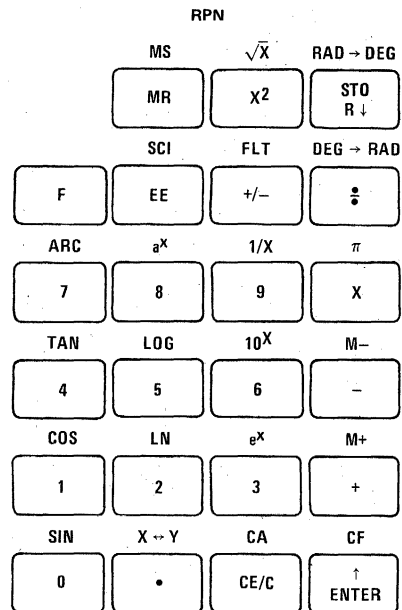 RPN
MS √X RAD → DEG
MR X² STO
R ↓
SCI FLT DEG → RAD
F EE +/− ÷
ARC aˣ 1/X π
7 8 9 X
TAN LOG 10ˣ M−
4 5 6 −
COS LN eˣ M+
1 2 3 +
SIN X ↔ Y CA CF
0 • CE/C ↑
ENTER